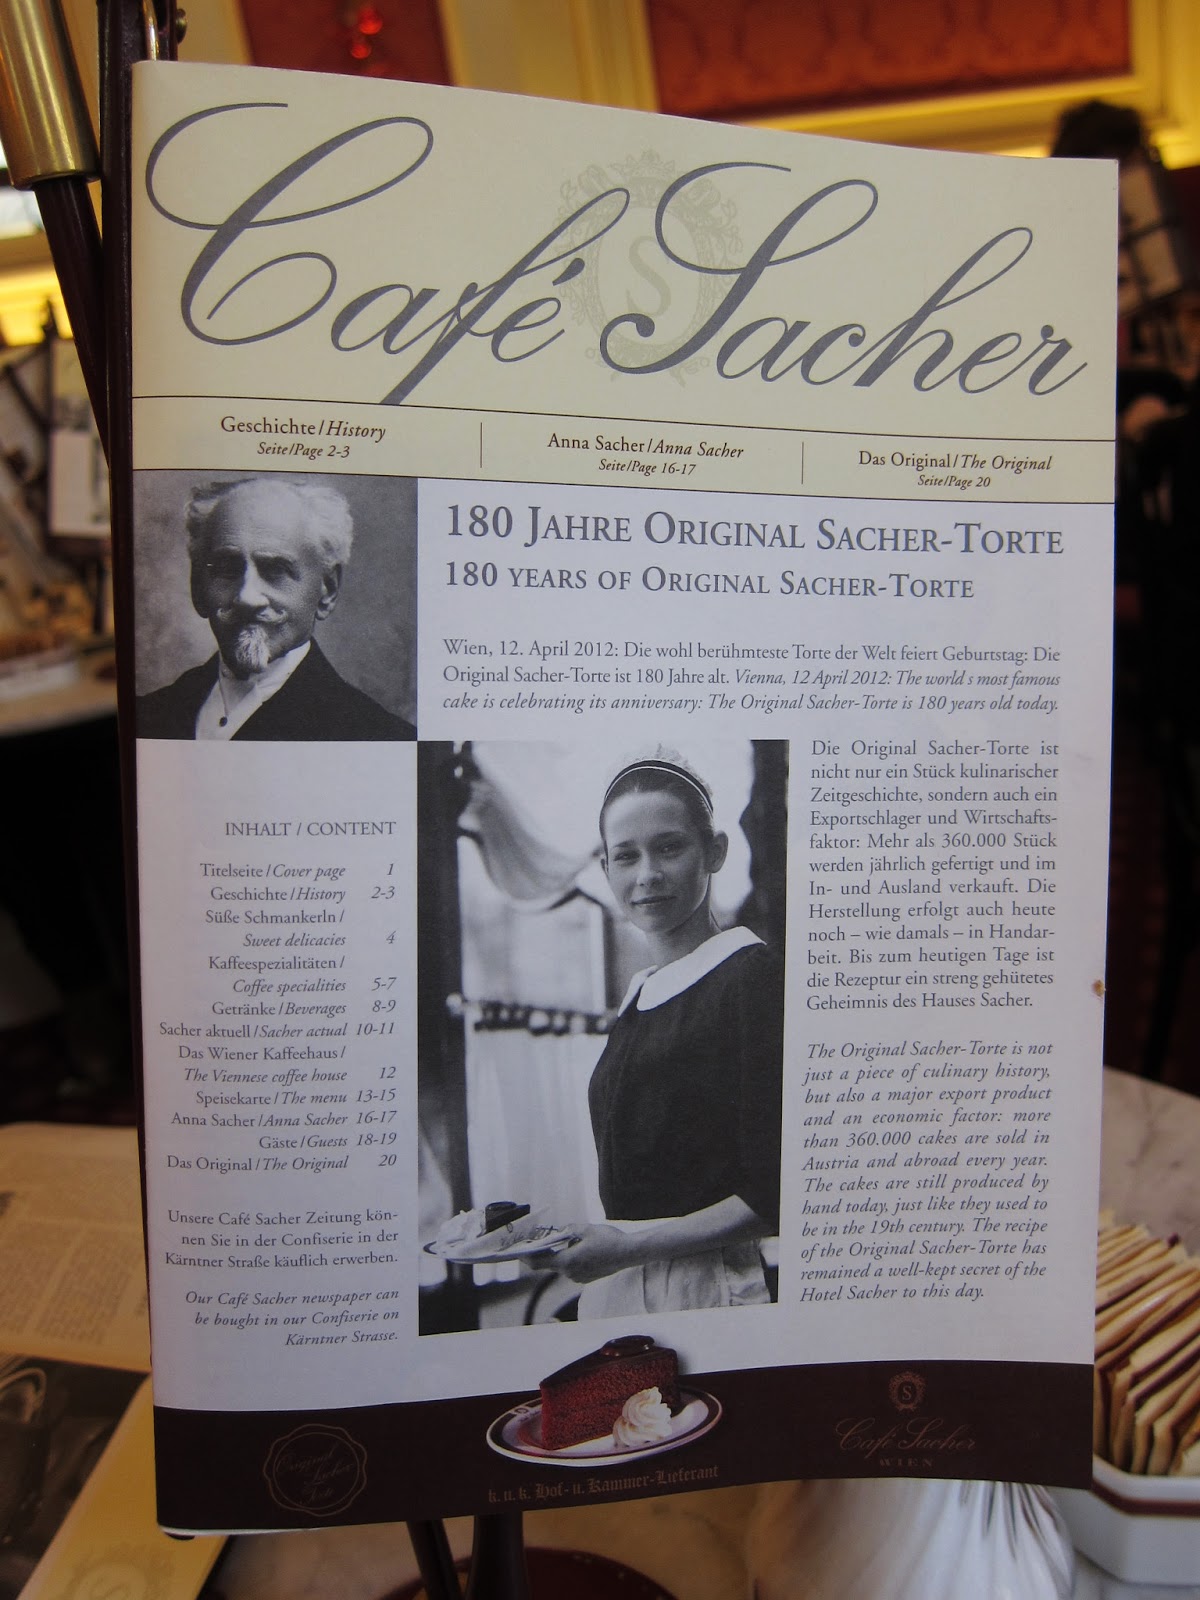 Café Sacher
S
Geschichte/History
Seite/Page 2-3
Anna Sacher/Anna Sacher
Seite/Page 16-17
Das Original/The Original
Seite/Page 20
180 JAHRE ORIGINAL SACHER-TORTE
180 YEARS OF ORIGINAL SACHER-TORTE
Wien, 12. April 2012: Die wohl berühmteste Torte der Welt feiert Geburtstag: Die
Original Sacher-Torte ist 180 Jahre alt. Vienna, 12 April 2012: The world s most famous
cake is celebrating its anniversary: The Original Sacher-Torte is 180 years old today.
INHALT / CONTENT
Titelseite/Cover page 1
Geschichte/History 2-3
Süße Schmankerln/
Sweet delicacies 4
Kaffeespezialitäten/
Coffee specialities 5-7
Getränke/Beverages 8-9
Sacher aktuell/Sacher actual 10-11
Das Wiener Kaffeehaus/
The Viennese coffee house 12
Speisekarte/The menu 13-15
Anna Sacher/Anna Sacher 16-17
Gäste/Guests 18-19
Das Original/The Original 20
Unsere Café Sacher Zeitung kön-
nen Sie in der Confiserie in der
Kärntner Straße käuflich erwerben.
Our Café Sacher newspaper can
be bought in our Confiserie on
Kärntner Strasse.
Die Original Sacher-Torte ist
nicht nur ein Stück kulinarischer
Zeitgeschichte, sondern auch ein
Exportschlager und Wirtschafts-
faktor: Mehr als 360.000 Stück
werden jährlich gefertigt und im
In- und Ausland verkauft. Die
Herstellung erfolgt auch heute
noch – wie damals – in Handar-
beit. Bis zum heutigen Tage ist
die Rezeptur ein streng gehütetes
Geheimnis des Hauses Sacher.
The Original Sacher-Torte is not
just a piece of culinary history,
but also a major export product
and an economic factor: more
than 360.000 cakes are sold in
Austria and abroad every year.
The cakes are still produced by
hand today, just like they used to
be in the 19th century. The recipe
of the Original Sacher-Torte has
remained a well-kept secret of the
Hotel Sacher to this day.
Original
Sacher
Torte
k. u. k. Hof- u. Kammer-Lieferant
S
Café Sacher
WIEN